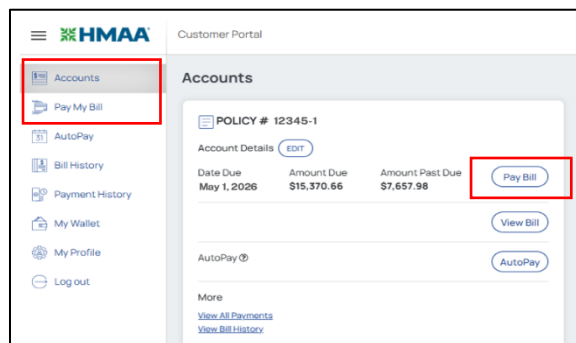 HMAA
Customer Portal
Accounts
Pay My Bill
31 AutoPay
Bill History
Payment History
My Wallet
My Profile
Log out
Accounts
POLICY # 12345-1
Account Details EDIT
Date Due Amount Due Amount Past Due
May 1, 2026 $15,370.66 $7,657.98
Pay Bill
View Bill
AutoPay ?
AutoPay
More
View All Payments
View Bill History